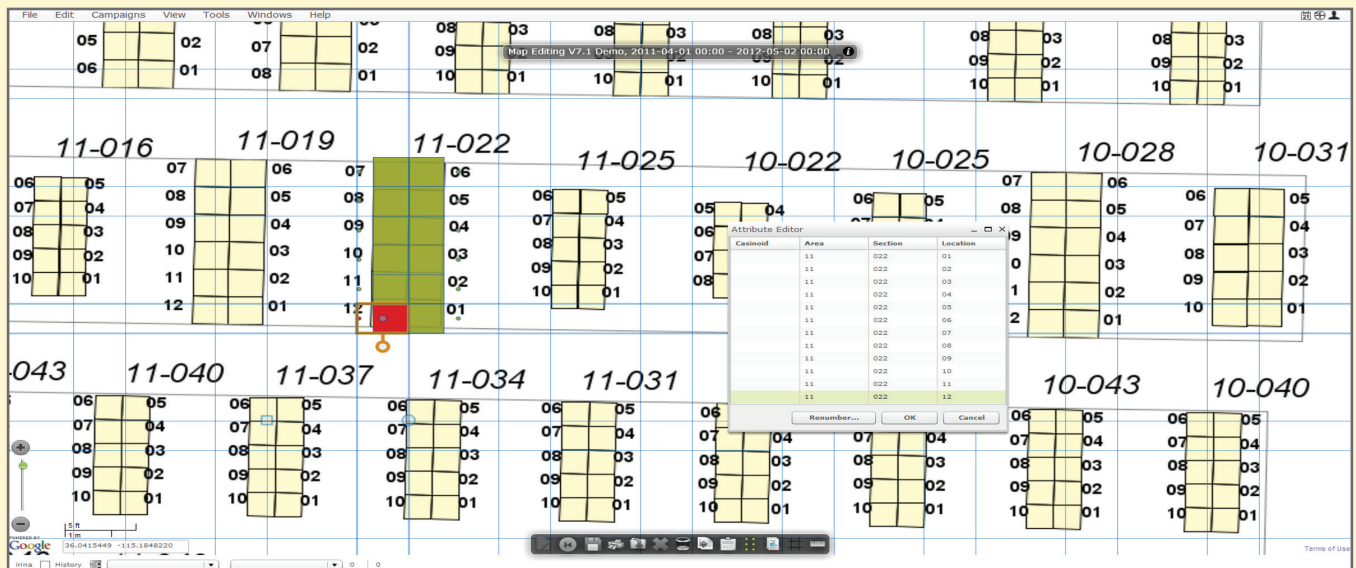 File Edit Campaigns View Tools Windows Help
05 02 07 02 08 03 08 03 08 03 08 03 08 03
06 01 08 01 09 02 09 02 09 02
Map Editing V7.1 Demo, 2011-04-01 00:00 - 2012-05-02 00:00
10 01 10 01 10 01 10 01 10 01
11-016 11-019 11-022 11-025 10-022 10-025 10-028 10-031
07 06 07 06 07 06
06 05 08 05 08 05 06 05 05 04 06 05 08 05 06 05
07 04 09 04 09 04 07 04 06 07 04 07 04
08 03 10 03 10 03 08 03 07 03 08 03
09 02 11 02 11 02 09 02 08 02 09 02
10 01 12 01 12 01 10 01 01 10 01
Attribute Editor
Casinoid Area Section Location
11 022 01
11 022 02
11 022 03
11 022 04
11 022 05
11 022 06
11 022 07
11 022 08
11 022 09
11 022 10
11 022 11
11 022 12
Renumber... OK Cancel
-043 11-040 11-037 11-034 11-031 10-043 10-040
06 05 06 05 06 05 06 05 06 06 05 06 05
07 04 07 04 07 04 07 04 07 04 07 04 07 04 07 04
08 03 08 03 08 03 08 03 08 03 08 03 08 03 08 03
09 02 09 02 09 02 09 02 09 02 09 02 09 02 09 02
10 01 10 01 10 01 10 01 10 01 10 01 10 01 10 01
5 ft
1 m
POWERED BY
Google
36.0415449 -115.1848220
Terms of Use
irina History 0 0